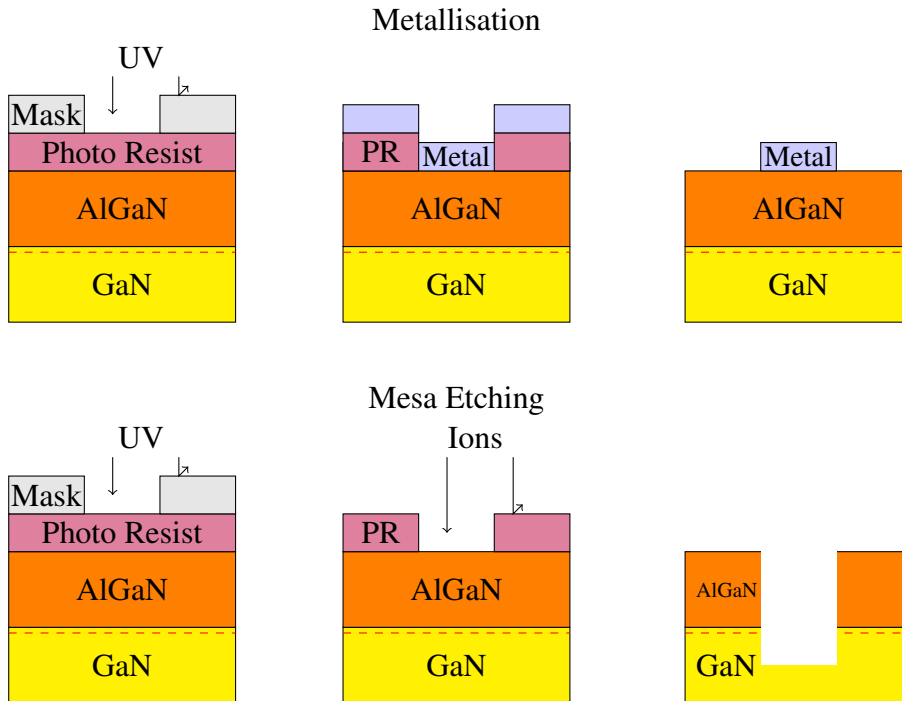 Metallisation
UV
Mask
Photo Resist
AlGaN
GaN
PR
Metal
AlGaN
GaN
Metal
AlGaN
GaN
Mesa Etching
UV
Mask
Photo Resist
AlGaN
GaN
Ions
PR
AlGaN
GaN
AlGaN
GaN